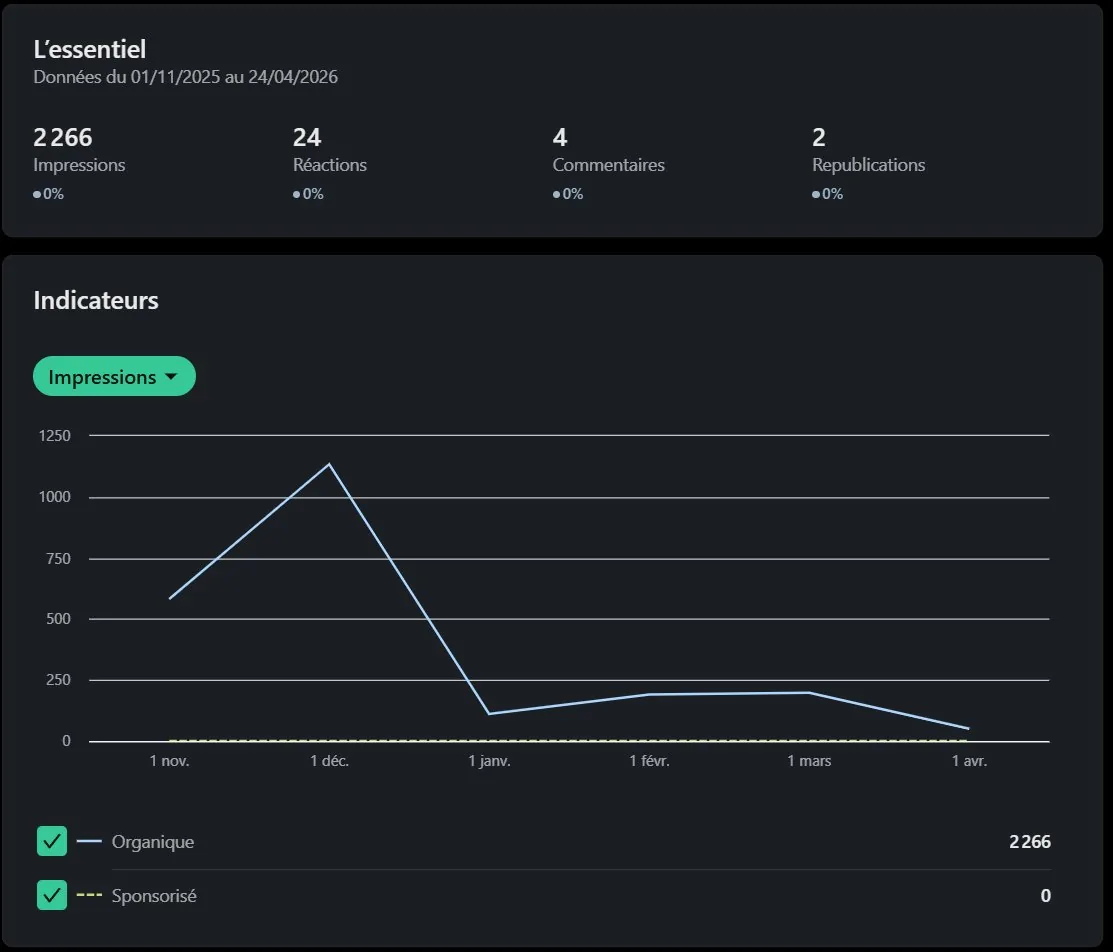 L’essentiel
Données du 01/11/2025 au 24/04/2026
2 266 24 4 2
Impressions Réactions Commentaires Republications
0% 0% 0% 0%
Indicateurs
Impressions
1250
1000
750
500
250
0
1 nov. 1 déc. 1 janv. 1 févr. 1 mars 1 avr.
Organique 2 266
Sponsorisé 0